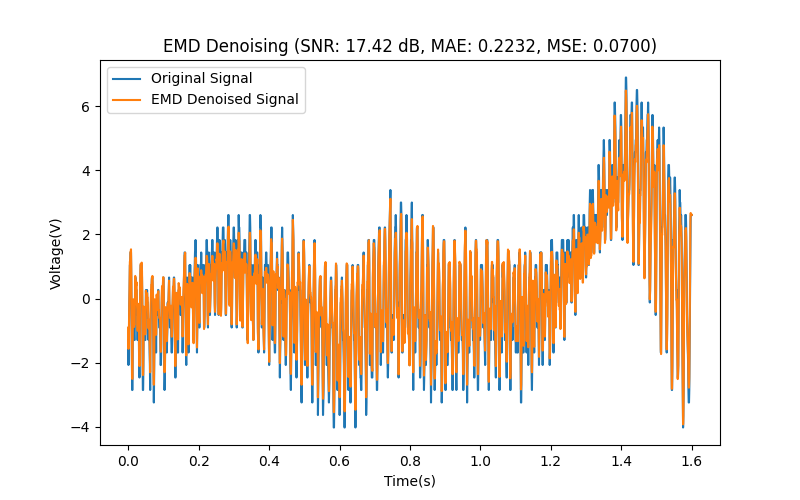 EMD Denoising (SNR: 17.42 dB, MAE: 0.2232, MSE: 0.0700)
Original Signal
EMD Denoised Signal
Voltage(V)
6
4
2
0
−2
−4
0.0 0.2 0.4 0.6 0.8 1.0 1.2 1.4 1.6
Time(s)